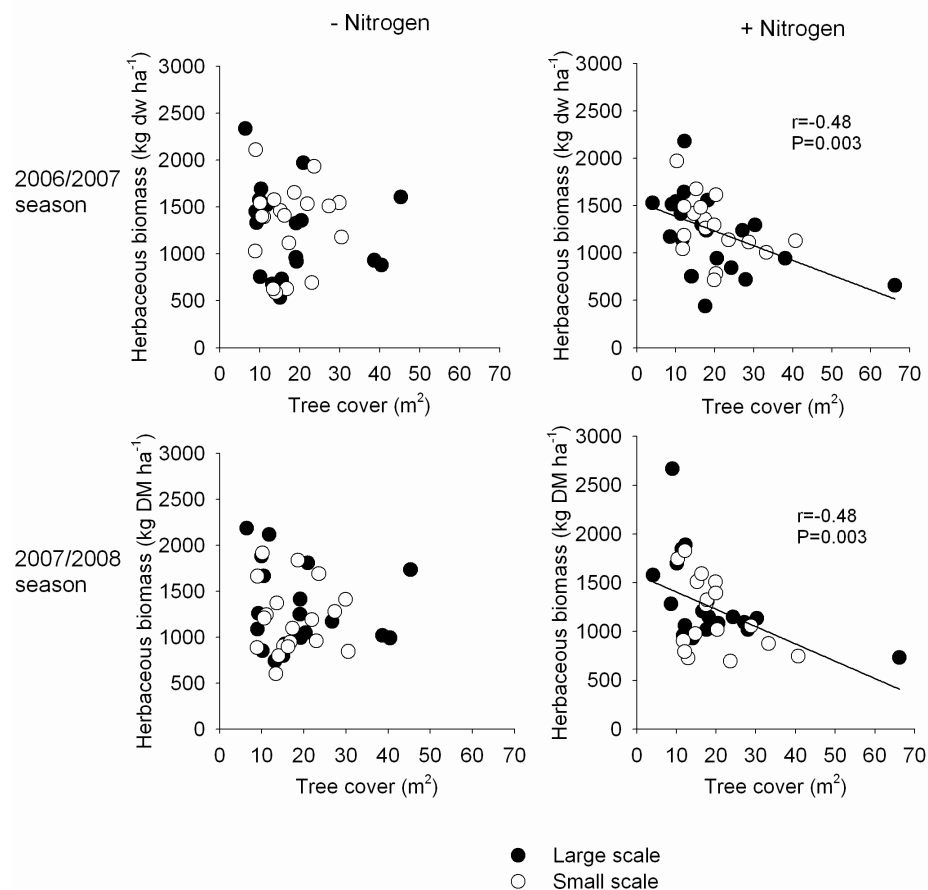 - Nitrogen
+ Nitrogen
2006/2007
season
Herbaceous biomass (kg dw ha⁻¹)
3000
2500
2000
1500
1000
500
0
0 10 20 30 40 50 60 70
Tree cover (m²)
Herbaceous biomass (kg dw ha⁻¹)
3000
2500
2000
1500
1000
500
0
r=-0.48
P=0.003
0 10 20 30 40 50 60 70
Tree cover (m²)
2007/2008
season
Herbaceous biomass (kg DM ha⁻¹)
3000
2500
2000
1500
1000
500
0
0 10 20 30 40 50 60 70
Tree cover (m²)
Herbaceous biomass (kg DM ha⁻¹)
3000
2500
2000
1500
1000
500
0
r=-0.48
P=0.003
0 10 20 30 40 50 60 70
Tree cover (m²)
Large scale
Small scale